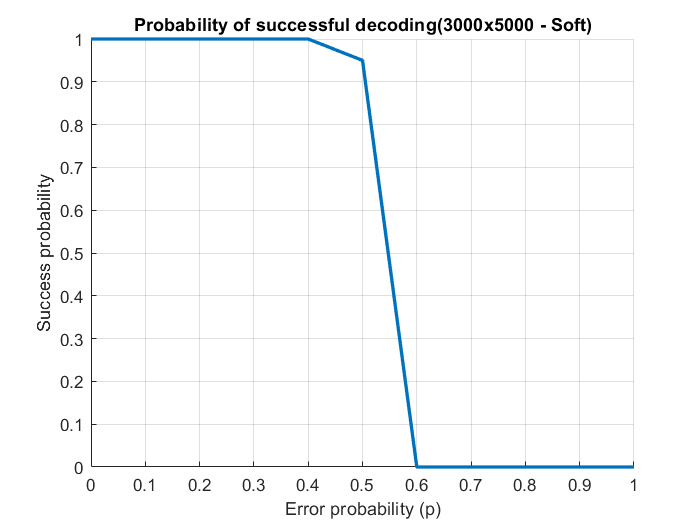 Probability of successful decoding(3000x5000 - Soft)
1
0.9
0.8
0.7
0.6
0.5
0.4
0.3
0.2
0.1
0
Success probability
0 0.1 0.2 0.3 0.4 0.5 0.6 0.7 0.8 0.9 1
Error probability (p)